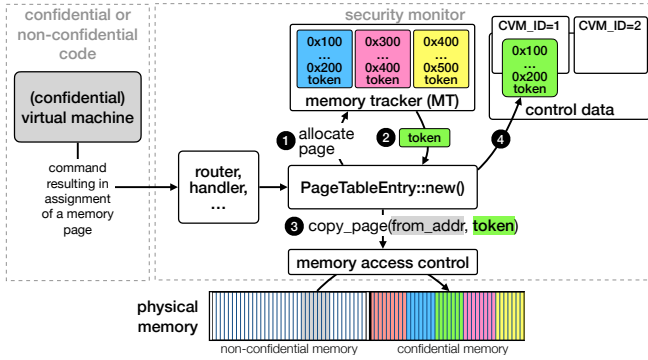 confidential or
non-confidential
code
security monitor
(confidential)
virtual machine
command
resulting in
assignment
of a memory
page
router,
handler,
...
0x100
...
0x200
token
0x300
...
0x400
token
0x400
...
0x500
token
memory tracker (MT)
1 allocate
page
2 token
4
PageTableEntry::new()
3 copy_page(from_addr, token)
memory access control
CVM_ID=1
CVM_ID=2
0x100
...
0x200
token
control data
physical
memory
non-confidential memory
confidential memory